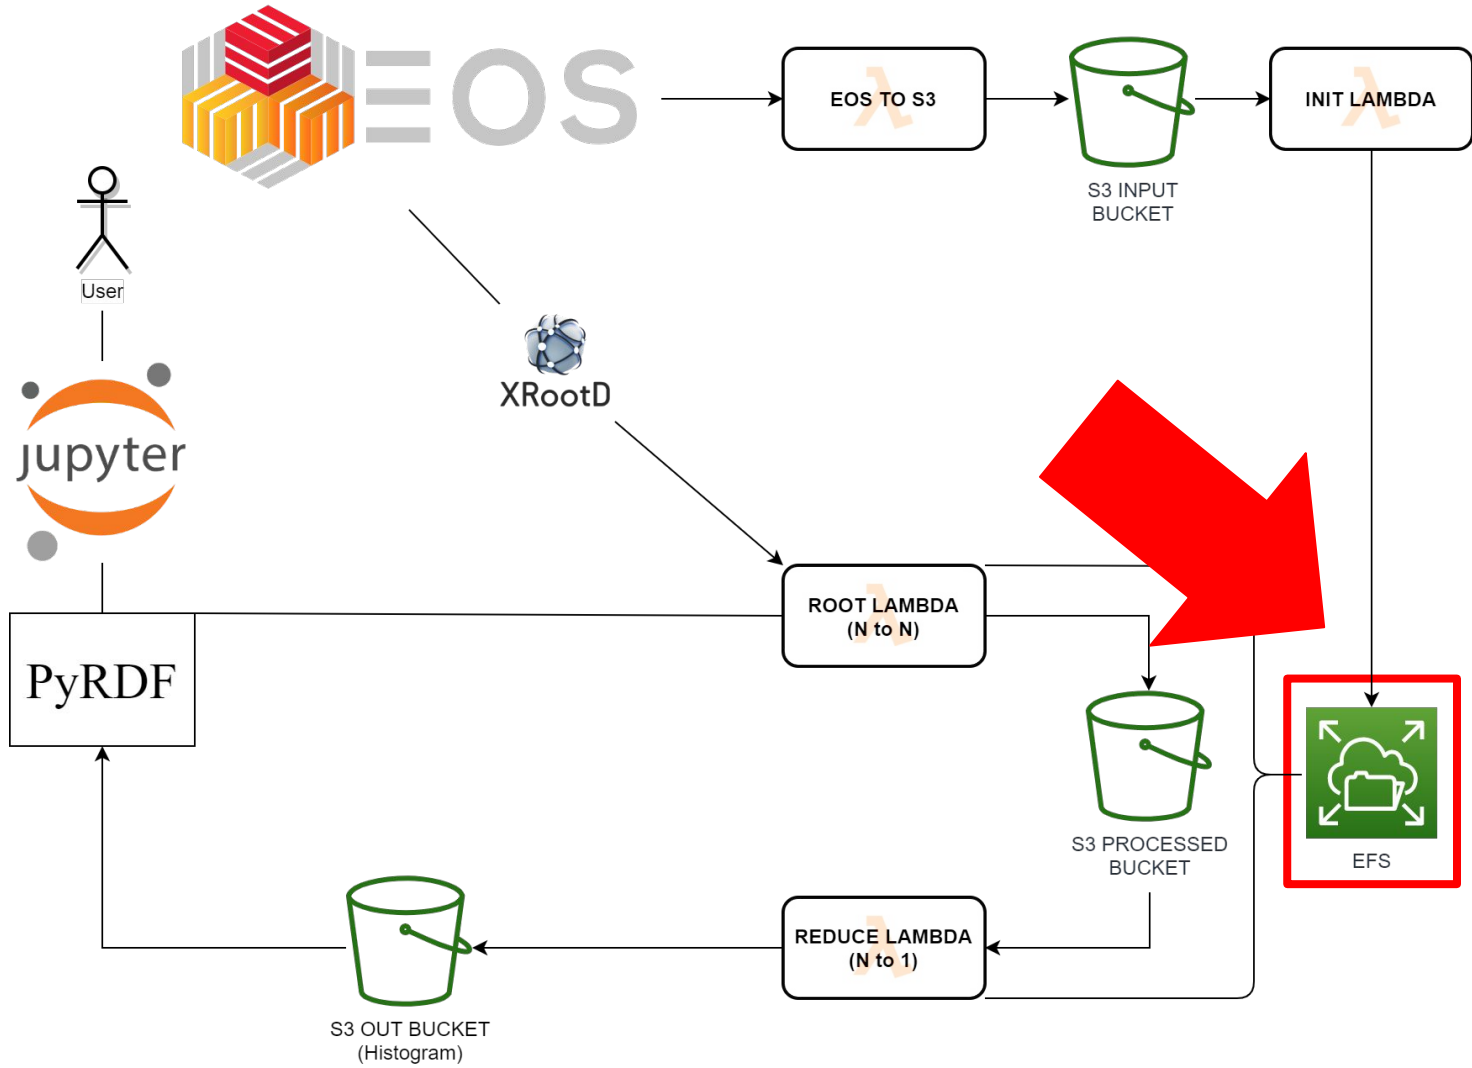 EOS
EOS TO S3
INIT LAMBDA
S3 INPUT
BUCKET
User
XRootD
jupyter
ROOT LAMBDA
(N to N)
PyRDF
S3 PROCESSED
BUCKET
EFS
REDUCE LAMBDA
(N to 1)
S3 OUT BUCKET
(Histogram)